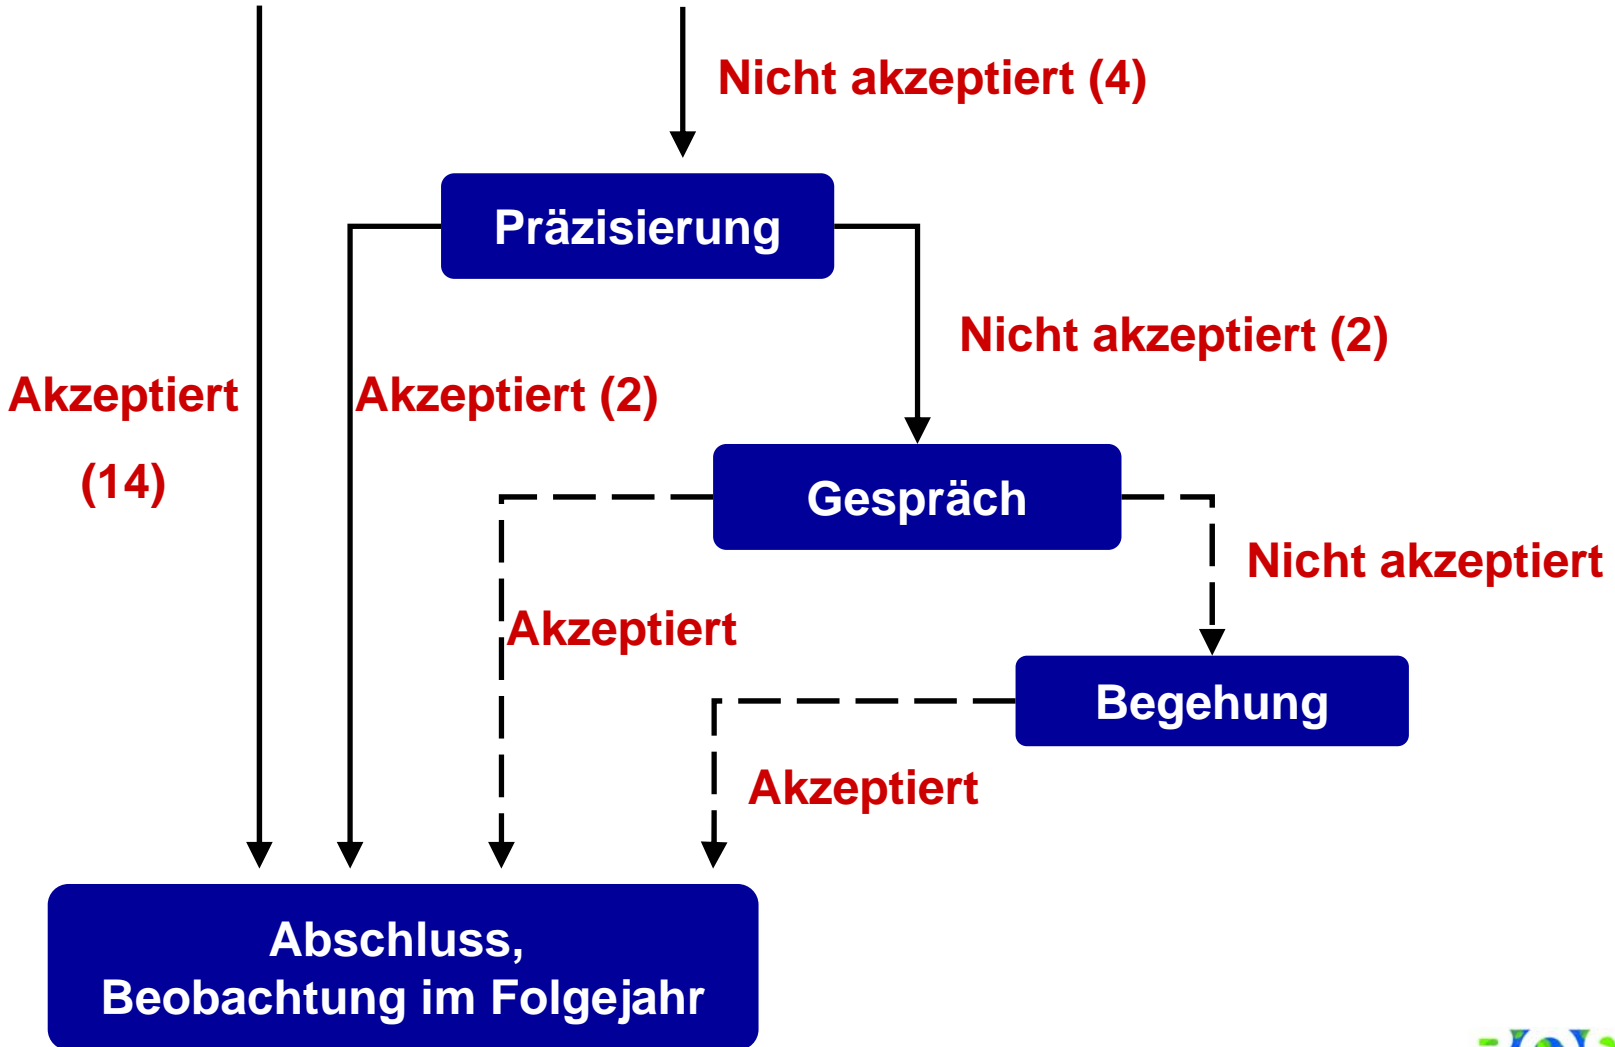 Nicht akzeptiert (4)
Präzisierung
Nicht akzeptiert (2)
Akzeptiert
(14)
Akzeptiert (2)
Gespräch
Nicht akzeptiert
Akzeptiert
Begehung
Akzeptiert
Abschluss,
Beobachtung im Folgejahr